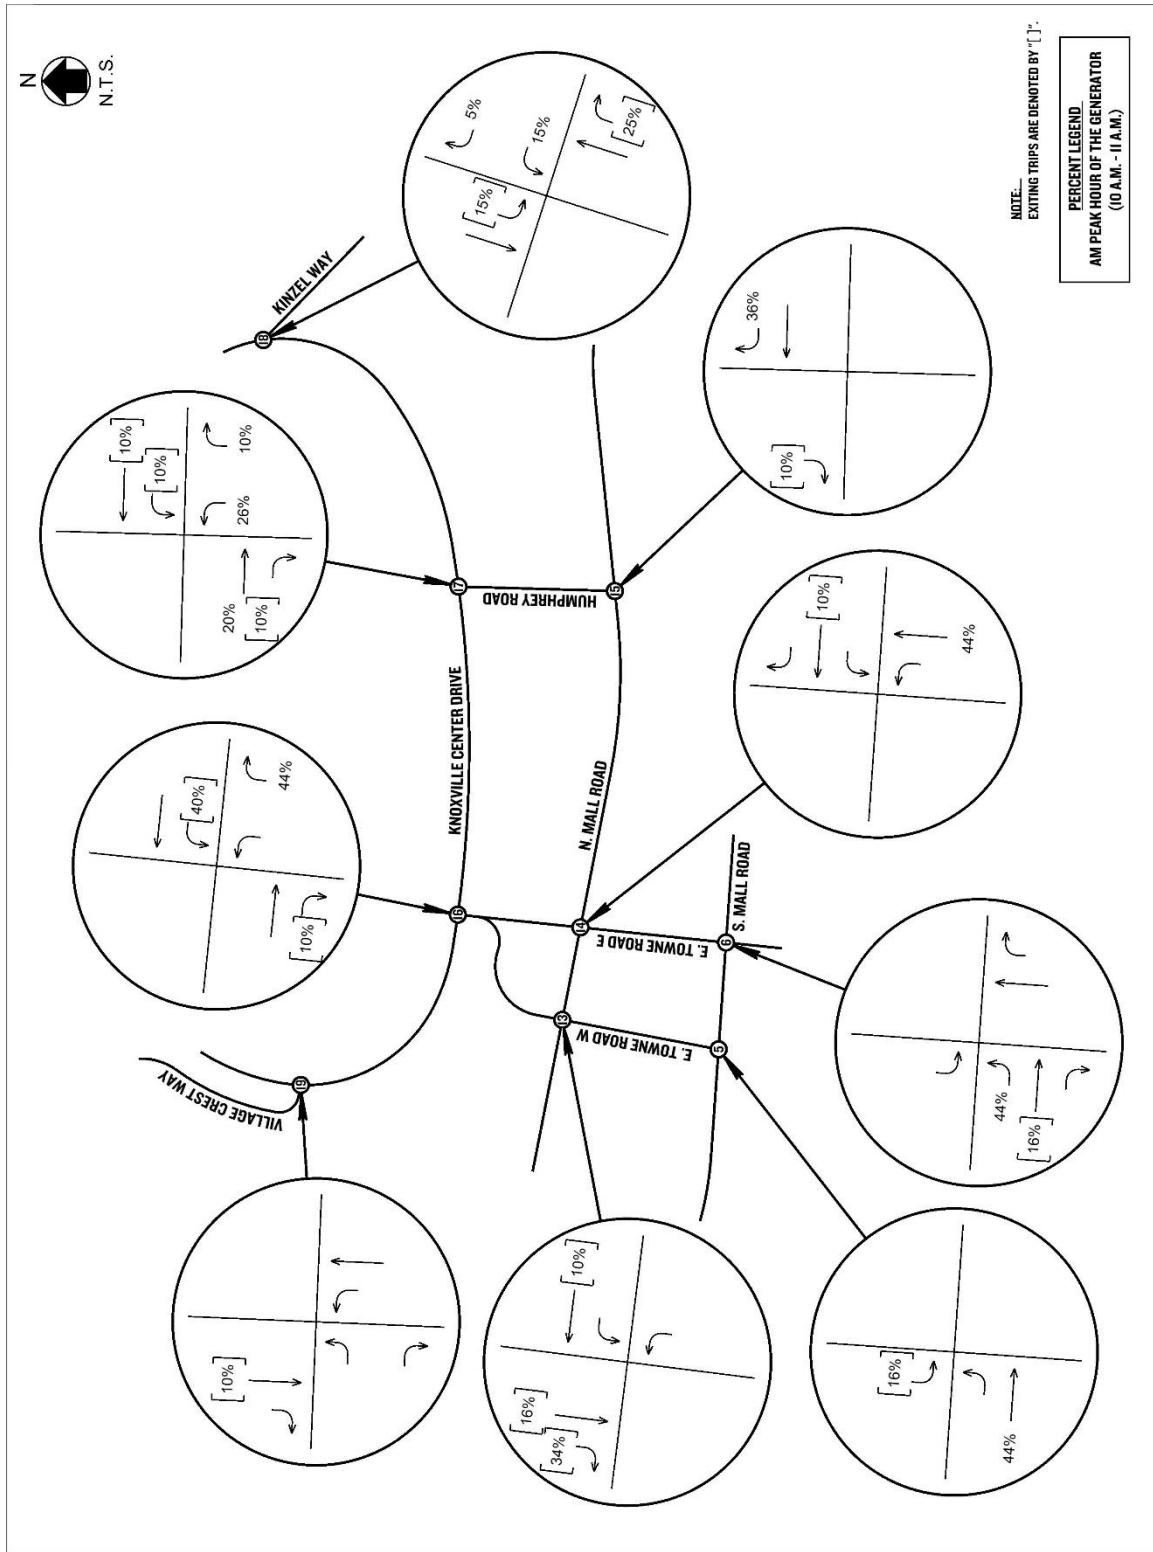 N
N.T.S.
[10%]
[10%]
10%
26%
20%
[10%]
[40%]
44%
[10%]
5%
15%
[15%]
[25%]
KINZEL WAY
18
17
HUMPHREY ROAD
15
KNOXVILLE CENTER DRIVE
N. MALL ROAD
16
14
E. TOWNE ROAD E
6
S. MALL ROAD
13
E. TOWNE ROAD W
5
19
VILLAGE CREST WAY
36%
[10%]
[10%]
44%
[10%]
[10%]
[16%]
[34%]
[16%]
44%
44%
[16%]
NOTE:
EXITING TRIPS ARE DENOTED BY "[ ]".
PERCENT LEGEND
AM PEAK HOUR OF THE GENERATOR
(10 A.M. - 11 A.M.)